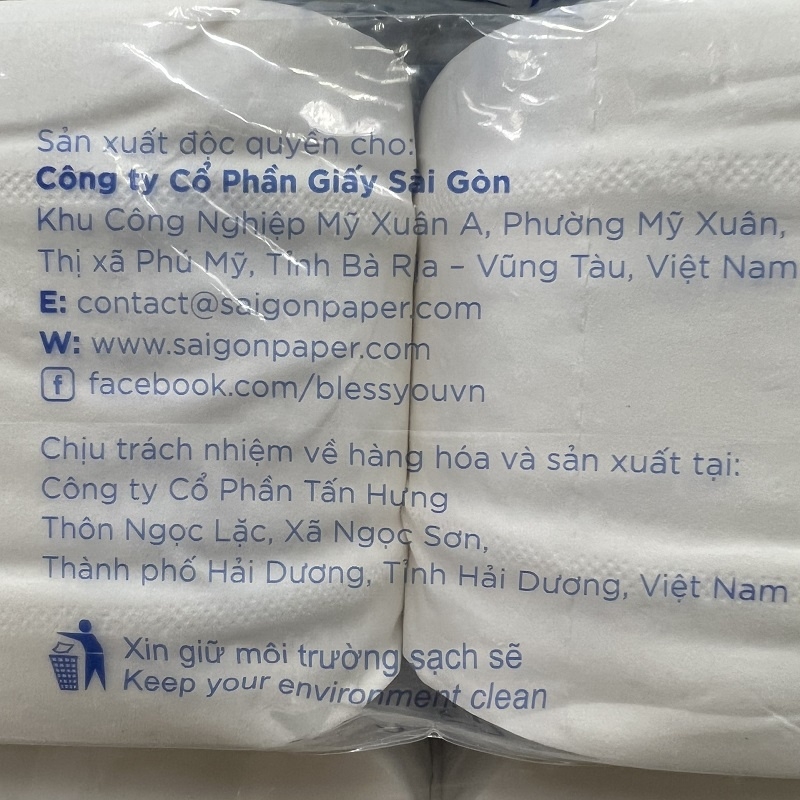 Sản xuất độc quyền cho:
Công ty Cổ Phần Giấy Sài Gòn
Khu Công Nghiệp Mỹ Xuân A, Phường Mỹ Xuân,
Thị xã Phú Mỹ, Tỉnh Bà Rịa – Vũng Tàu, Việt Nam
E: contact@saigonpaper.com
W: www.saigonpaper.com
f facebook.com/blessyouvn
Chịu trách nhiệm về hàng hóa và sản xuất tại:
Công ty Cổ Phần Tấn Hưng
Thôn Ngọc Lặc, Xã Ngọc Sơn,
Thành phố Hải Dương, Tỉnh Hải Dương, Việt Nam
Xin giữ môi trường sạch sẽ
Keep your environment clean